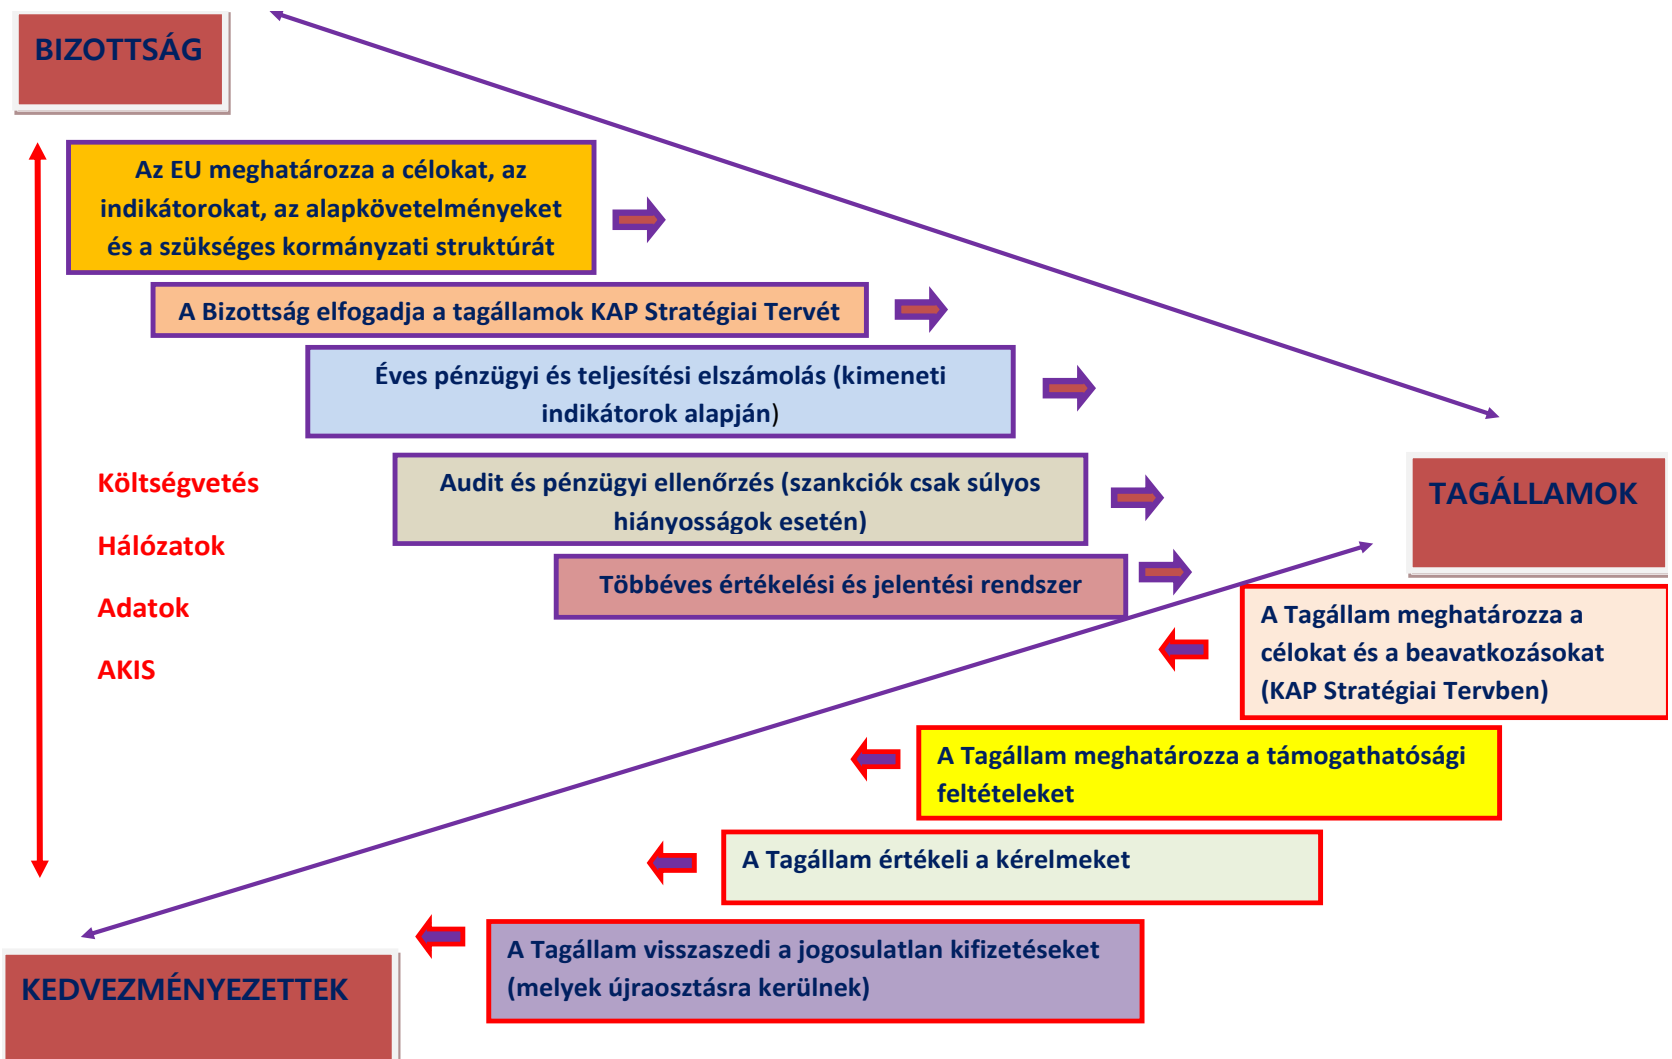 BIZOTTSÁG
Az EU meghatározza a célokat, az
indikátorokat, az alapkövetelményeket
és a szükséges kormányzati struktúrát
A Bizottság elfogadja a tagállamok KAP Stratégiai Tervét
Éves pénzügyi és teljesítési elszámolás (kimeneti
indikátorok alapján)
Audit és pénzügyi ellenőrzés (szankciók csak súlyos
hiányosságok esetén)
Többéves értékelési és jelentési rendszer
Költségvetés
Hálózatok
Adatok
AKIS
TAGÁLLAMOK
A Tagállam meghatározza a
célokat és a beavatkozásokat
(KAP Stratégiai Tervben)
A Tagállam meghatározza a támogathatósági
feltételeket
A Tagállam értékeli a kérelmeket
A Tagállam visszaszedi a jogosulatlan kifizetéseket
(melyek újraosztásra kerülnek)
KEDVEZMÉNYEZETTEK